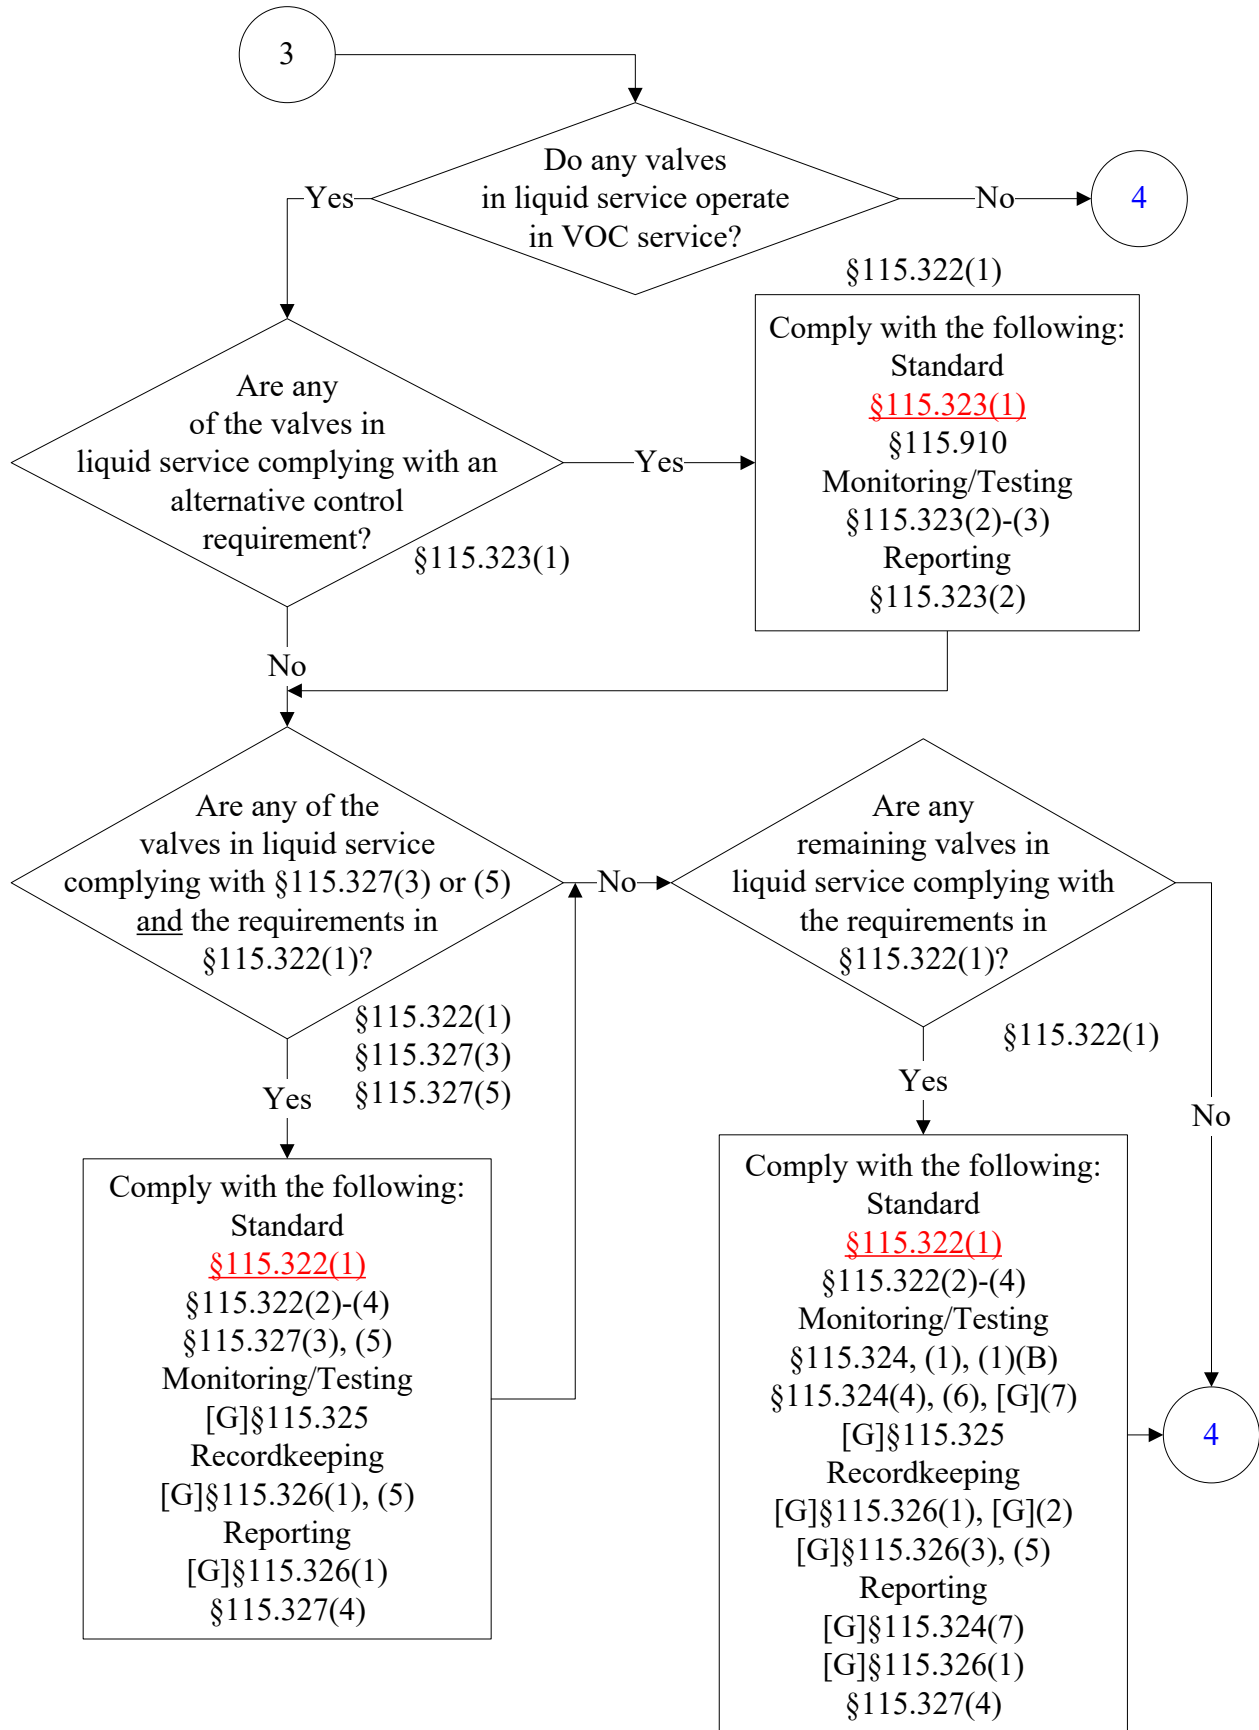 3
Do any valves
in liquid service operate
in VOC service?
Yes
No
4
§115.322(1)
Are any
of the valves in
liquid service complying with an
alternative control
requirement?
§115.323(1)
Yes
Comply with the following:
Standard
§115.323(1)
§115.910
Monitoring/Testing
§115.323(2)-(3)
Reporting
§115.323(2)
No
Are any of the
valves in liquid service
complying with §115.327(3) or (5)
and the requirements in
§115.322(1)?
§115.322(1)
§115.327(3)
§115.327(5)
No
Yes
Comply with the following:
Standard
§115.322(1)
§115.322(2)-(4)
§115.327(3), (5)
Monitoring/Testing
[G]§115.325
Recordkeeping
[G]§115.326(1), (5)
Reporting
[G]§115.326(1)
§115.327(4)
Are any
remaining valves in
liquid service complying with
the requirements in
§115.322(1)?
§115.322(1)
Yes
No
Comply with the following:
Standard
§115.322(1)
§115.322(2)-(4)
Monitoring/Testing
§115.324, (1), (1)(B)
§115.324(4), (6), [G](7)
[G]§115.325
Recordkeeping
[G]§115.326(1), [G](2)
[G]§115.326(3), (5)
Reporting
[G]§115.324(7)
[G]§115.326(1)
§115.327(4)
4